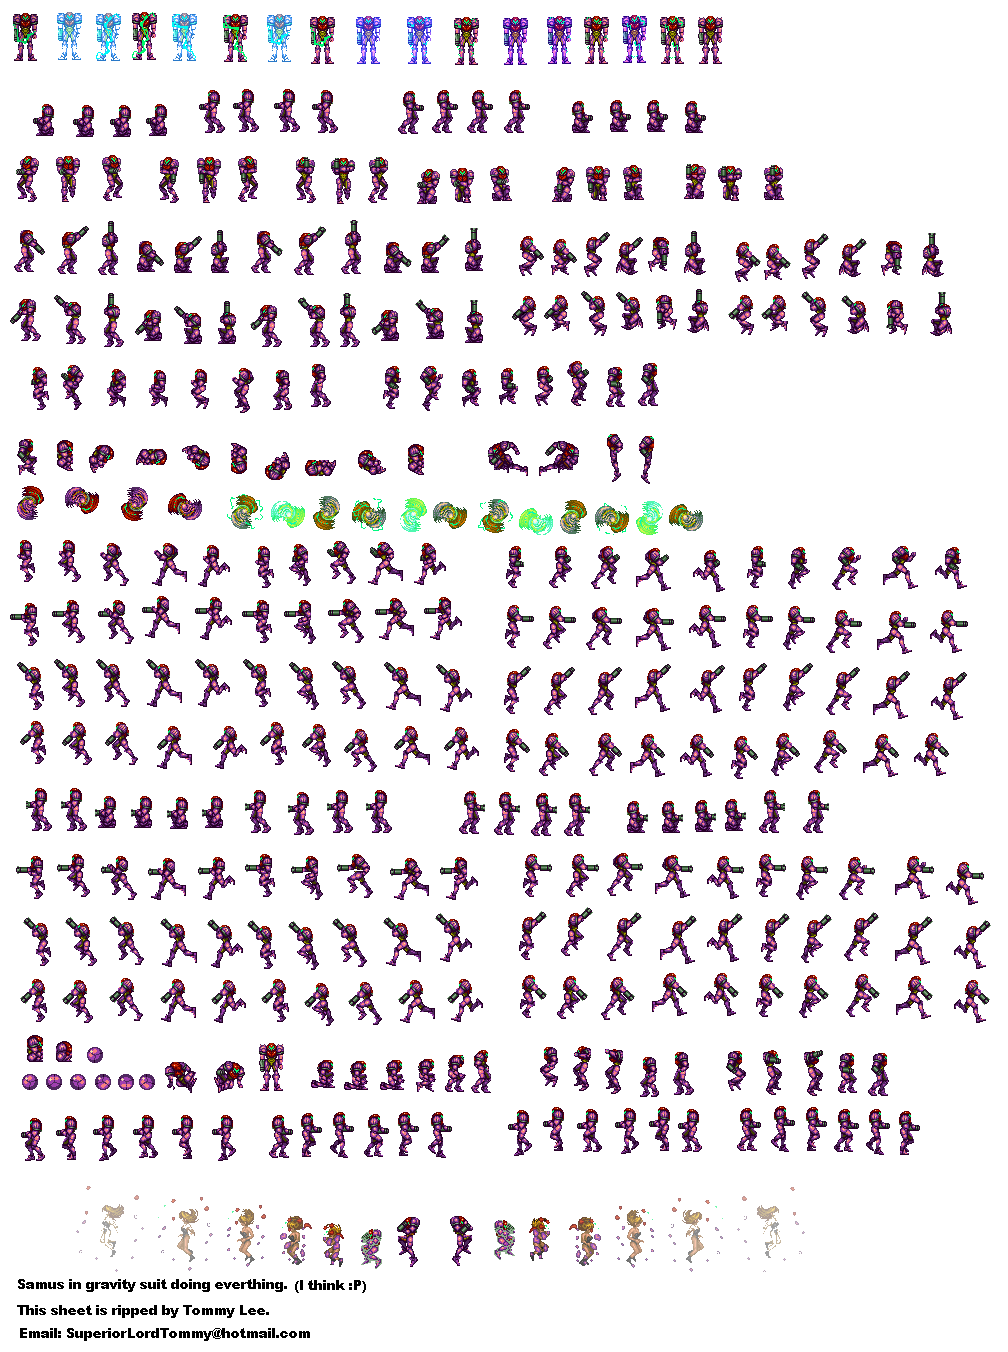 Samus in gravity suit doing everthing. (I think :P)
This sheet is ripped by Tommy Lee.
Email: SuperiorLordTommy@hotmail.com